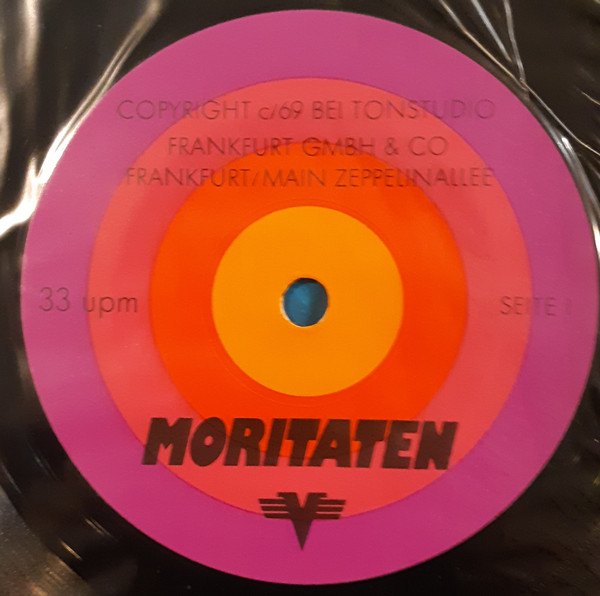 COPYRIGHT c/69 BEI TONSTUDIO
FRANKFURT GMBH & CO
FRANKFURT/MAIN ZEPPELINALLEE
33 upm
SEITE 1
MORITATEN